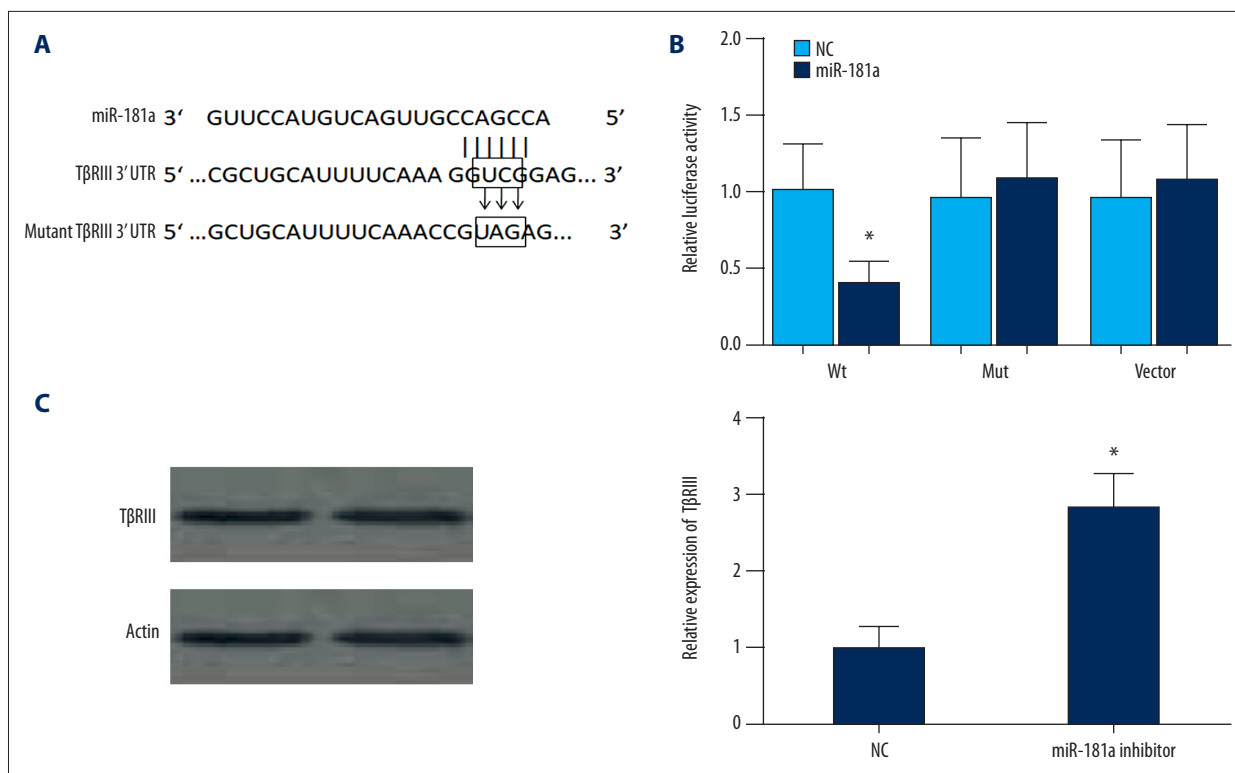 A
miR-181a 3‘ GUUCCAUGUCAGUUGCCAGCCA 5’
TβRIII 3’ UTR 5‘ ...CGCUGCAUUUUCAAA GGUCGGAG... 3’
Mutant TβRIII 3’ UTR 5‘ ...GCUGCAUUUUCAAACCGUAGAG... 3’
B
NC
miR-181a
Relative luciferase activity
2.0
1.5
1.0
0.5
0.0
*
Wt
Mut
Vector
C
TβRIII
Actin
Relative expression of TβRIII
4
3
2
1
0
*
NC
miR-181a inhibitor